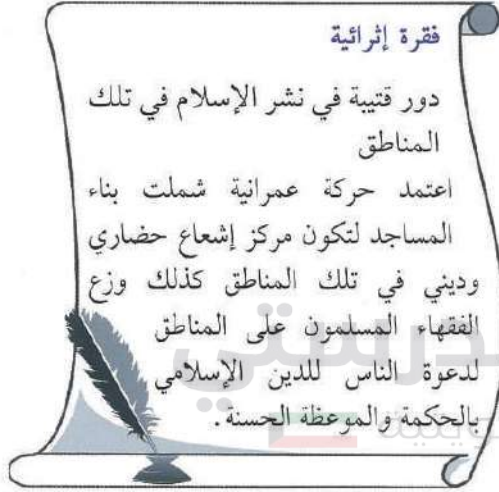 فقرة إثرائية
دور قتيبة في نشر الإسلام في تلك
المناطق
اعتمد حركة عمرانية شملت بناء
المساجد لتكون مركز إشعاع حضاري
وديني في تلك المناطق كذلك وزع
الفقهاء المسلمون على المناطق
لدعوة الناس للدين الإسلامي
بالحكمة والموعظة الحسنة.